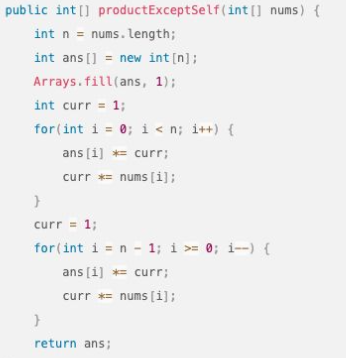 public int[] productExceptSelf(int[] nums) {
    int n = nums.length;
    int ans[] = new int[n];
    Arrays.fill(ans, 1);
    int curr = 1;
    for(int i = 0; i < n; i++) {
        ans[i] *= curr;
        curr *= nums[i];
    }
    curr = 1;
    for(int i = n - 1; i >= 0; i--) {
        ans[i] *= curr;
        curr *= nums[i];
    }
    return ans;